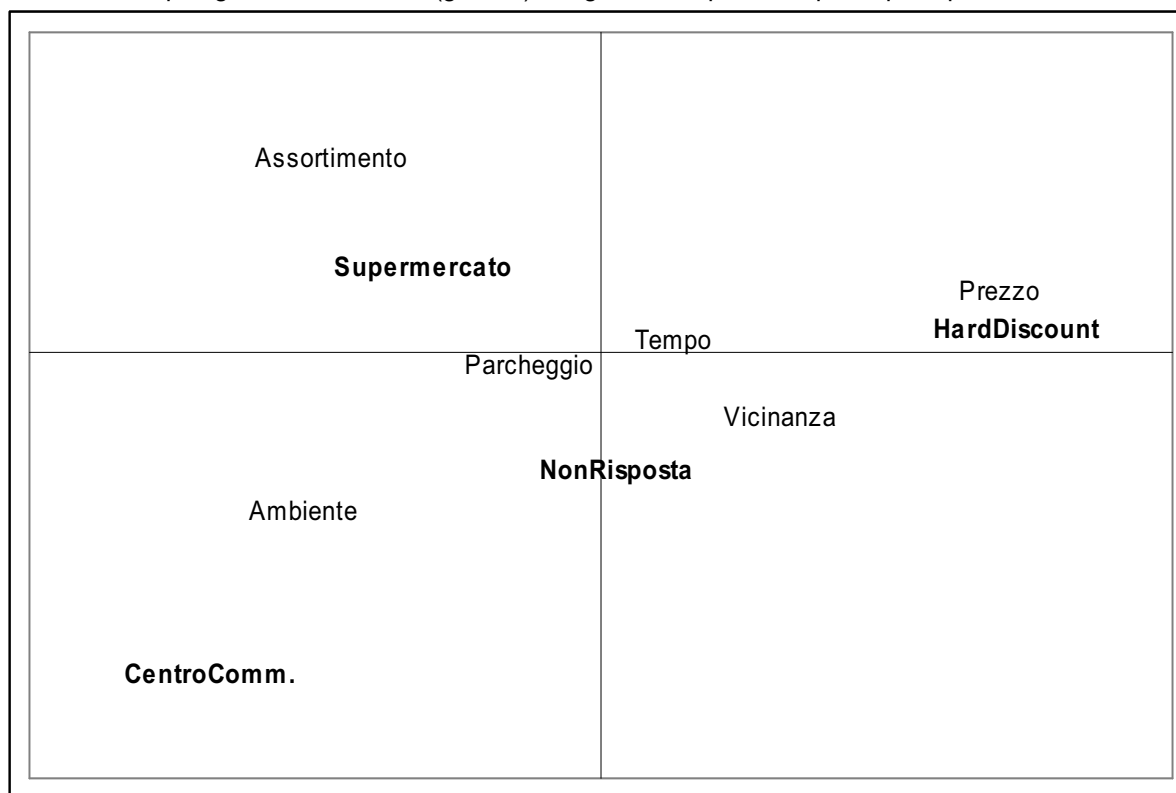 Assortimento
Supermercato
Prezzo
HardDiscount
Tempo
Parcheggio
Vicinanza
NonRisposta
Ambiente
CentroComm.